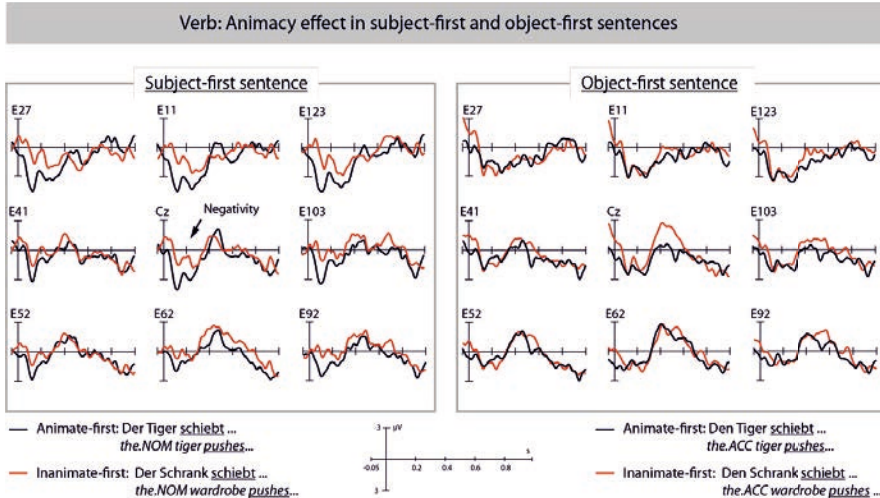 Verb: Animacy effect in subject-first and object-first sentences
Subject-first sentence
E27
E11
E123
E41
Cz
Negativity
E103
E52
E62
E92
Object-first sentence
E27
E11
E123
E41
Cz
E103
E52
E62
E92
Animate-first: Der Tiger schiebt ...
the.NOM tiger pushes...
Inanimate-first: Der Schrank schiebt ...
the.NOM wardrobe pushes...
-3
µV
s
-0.05
0.2
0.4
0.6
0.8
3
Animate-first: Den Tiger schiebt ...
the.ACC tiger pushes...
Inanimate-first: Den Schrank schiebt ...
the.ACC wardrobe pushes ...